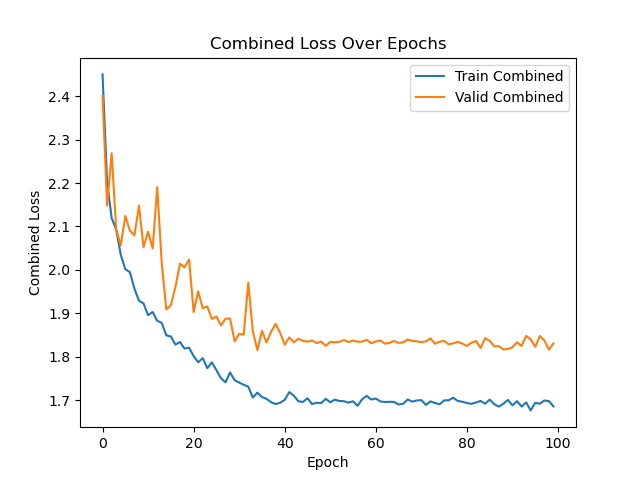 Combined Loss Over Epochs
Train Combined
Valid Combined
2.4
2.3
2.2
2.1
2.0
1.9
1.8
1.7
Combined Loss
0 20 40 60 80 100
Epoch